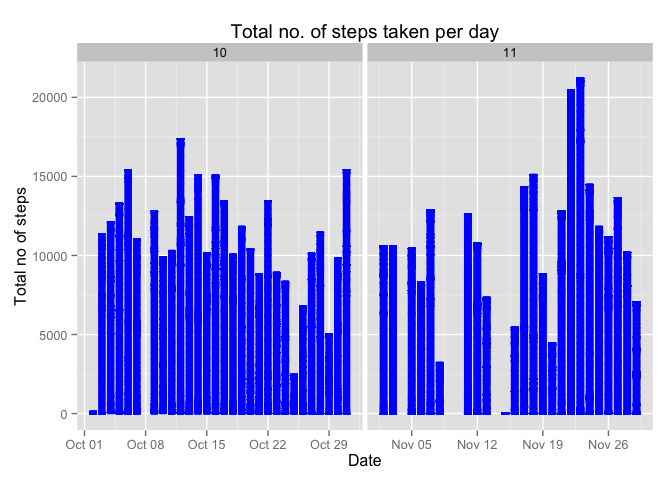 Total no. of steps taken per day
10 11
Total no of steps
20000
15000
10000
5000
0
Oct 01 Oct 08 Oct 15 Oct 22 Oct 29 Nov 05 Nov 12 Nov 19 Nov 26
Date